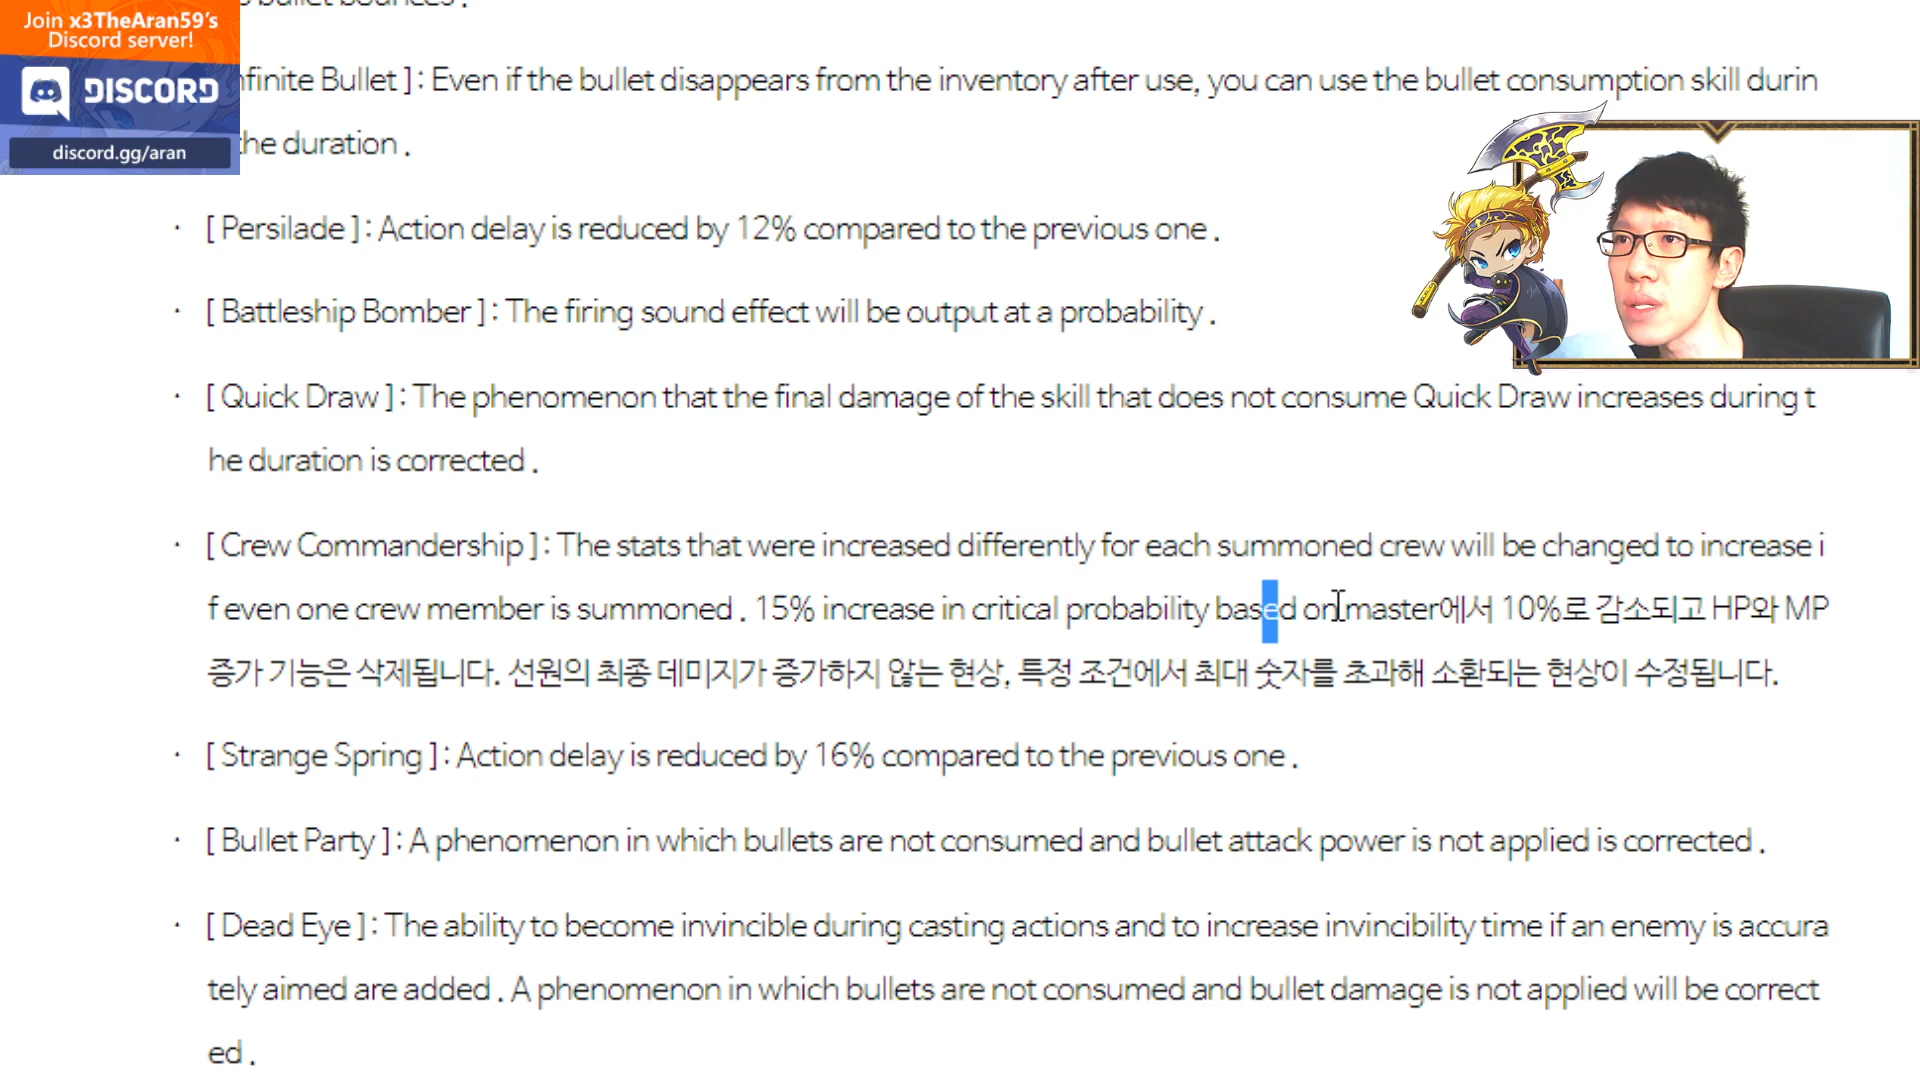 Join x3TheAran59's
Discord server!
DISCORD
discord.gg/aran
bullet bounces .
nfinite Bullet ] : Even if the bullet disappears from the inventory after use, you can use the bullet consumption skill durin
he duration .
· [ Persilade ] : Action delay is reduced by 12% compared to the previous one .
· [ Battleship Bomber ] : The firing sound effect will be output at a probability .
· [ Quick Draw ] : The phenomenon that the final damage of the skill that does not consume Quick Draw increases during t
he duration is corrected .
· [ Crew Commandership ] : The stats that were increased differently for each summoned crew will be changed to increase i
f even one crew member is summoned . 15% increase in critical probability based on master에서 10%로 감소되고 HP와 MP
증가 기능은 삭제됩니다. 선원의 최종 데미지가 증가하지 않는 현상, 특정 조건에서 최대 숫자를 초과해 소환되는 현상이 수정됩니다.
· [ Strange Spring ] : Action delay is reduced by 16% compared to the previous one .
· [ Bullet Party ] : A phenomenon in which bullets are not consumed and bullet attack power is not applied is corrected .
· [ Dead Eye ] : The ability to become invincible during casting actions and to increase invincibility time if an enemy is accura
tely aimed are added . A phenomenon in which bullets are not consumed and bullet damage is not applied will be correct
ed .